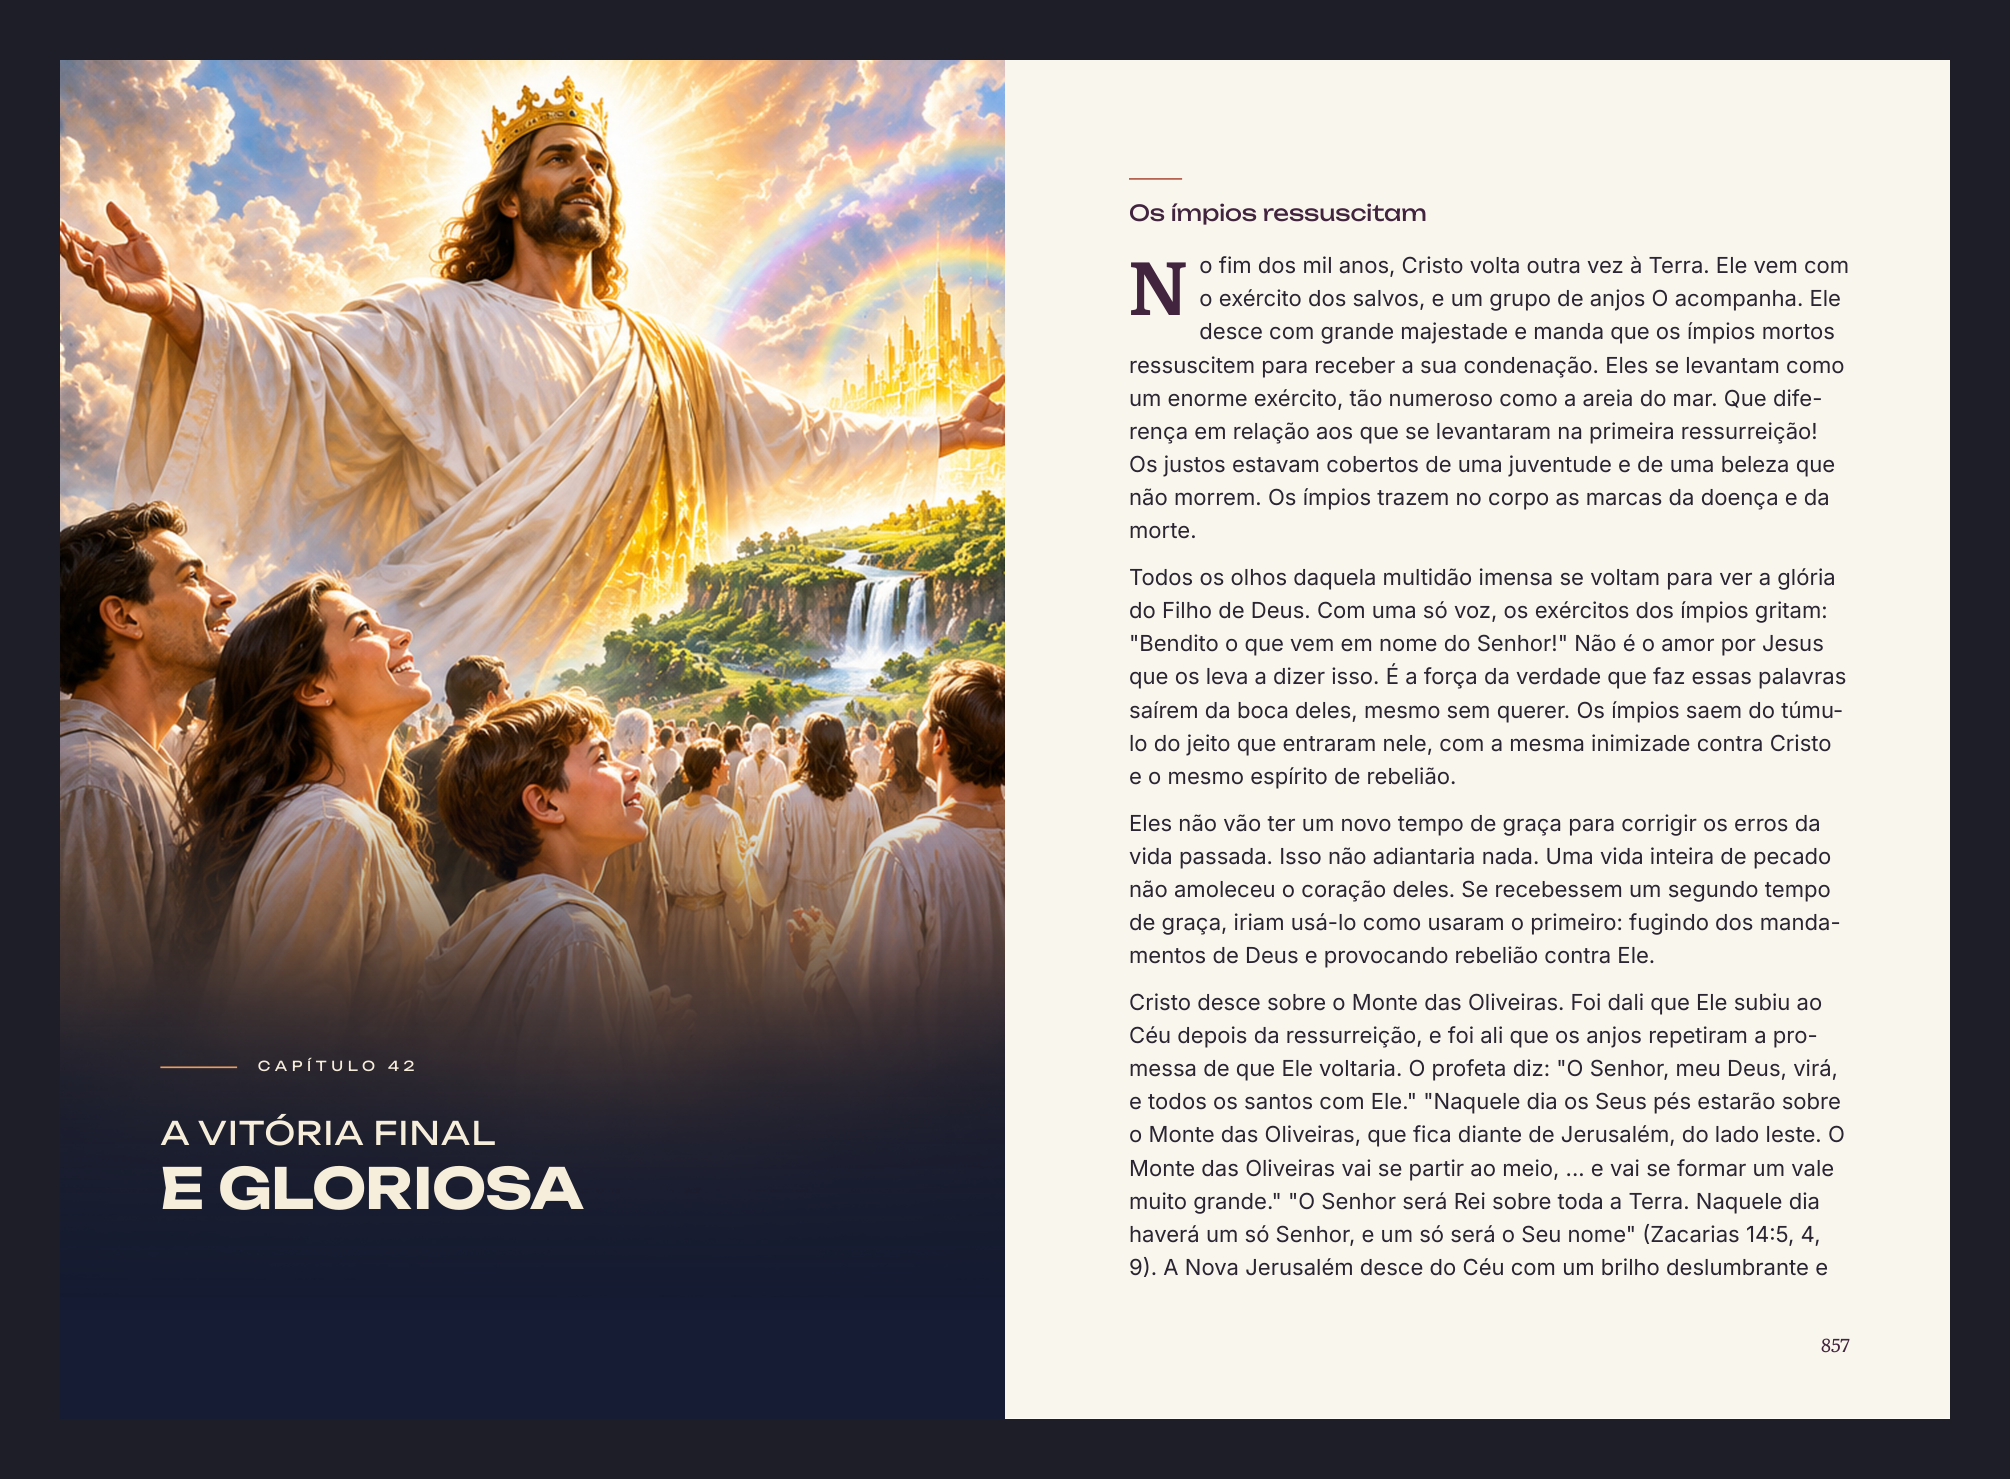 CAPÍTULO 42
A VITÓRIA FINAL
E GLORIOSA
Os ímpios ressuscitam
No fim dos mil anos, Cristo volta outra vez à Terra. Ele vem com
o exército dos salvos, e um grupo de anjos O acompanha. Ele
desce com grande majestade e manda que os ímpios mortos
ressuscitem para receber a sua condenação. Eles se levantam como
um enorme exército, tão numeroso como a areia do mar. Que dife-
rença em relação aos que se levantaram na primeira ressurreição!
Os justos estavam cobertos de uma juventude e de uma beleza que
não morrem. Os ímpios trazem no corpo as marcas da doença e da
morte.
Todos os olhos daquela multidão imensa se voltam para ver a glória
do Filho de Deus. Com uma só voz, os exércitos dos ímpios gritam:
"Bendito o que vem em nome do Senhor!" Não é o amor por Jesus
que os leva a dizer isso. É a força da verdade que faz essas palavras
saírem da boca deles, mesmo sem querer. Os ímpios saem do túmu-
lo do jeito que entraram nele, com a mesma inimizade contra Cristo
e o mesmo espírito de rebelião.
Eles não vão ter um novo tempo de graça para corrigir os erros da
vida passada. Isso não adiantaria nada. Uma vida inteira de pecado
não amoleceu o coração deles. Se recebessem um segundo tempo
de graça, iriam usá-lo como usaram o primeiro: fugindo dos manda-
mentos de Deus e provocando rebelião contra Ele.
Cristo desce sobre o Monte das Oliveiras. Foi dali que Ele subiu ao
Céu depois da ressurreição, e foi ali que os anjos repetiram a pro-
messa de que Ele voltaria. O profeta diz: "O Senhor, meu Deus, virá,
e todos os santos com Ele." "Naquele dia os Seus pés estarão sobre
o Monte das Oliveiras, que fica diante de Jerusalém, do lado leste. O
Monte das Oliveiras vai se partir ao meio, ... e vai se formar um vale
muito grande." "O Senhor será Rei sobre toda a Terra. Naquele dia
haverá um só Senhor, e um só será o Seu nome" (Zacarias 14:5, 4,
9). A Nova Jerusalém desce do Céu com um brilho deslumbrante e
857